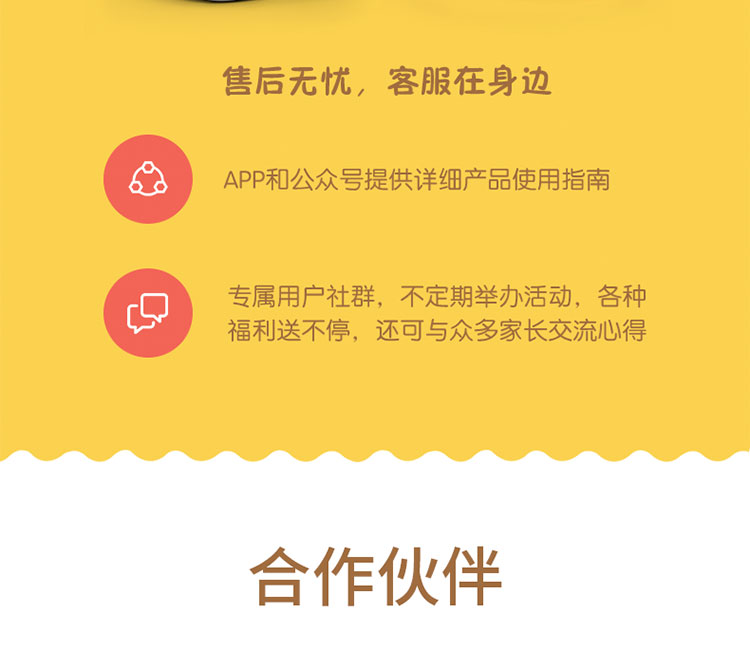 售后无忧，客服在身边
APP和公众号提供详细产品使用指南
专属用户社群，不定期举办活动，各种
福利送不停，还可与众多家长交流心得
合作伙伴